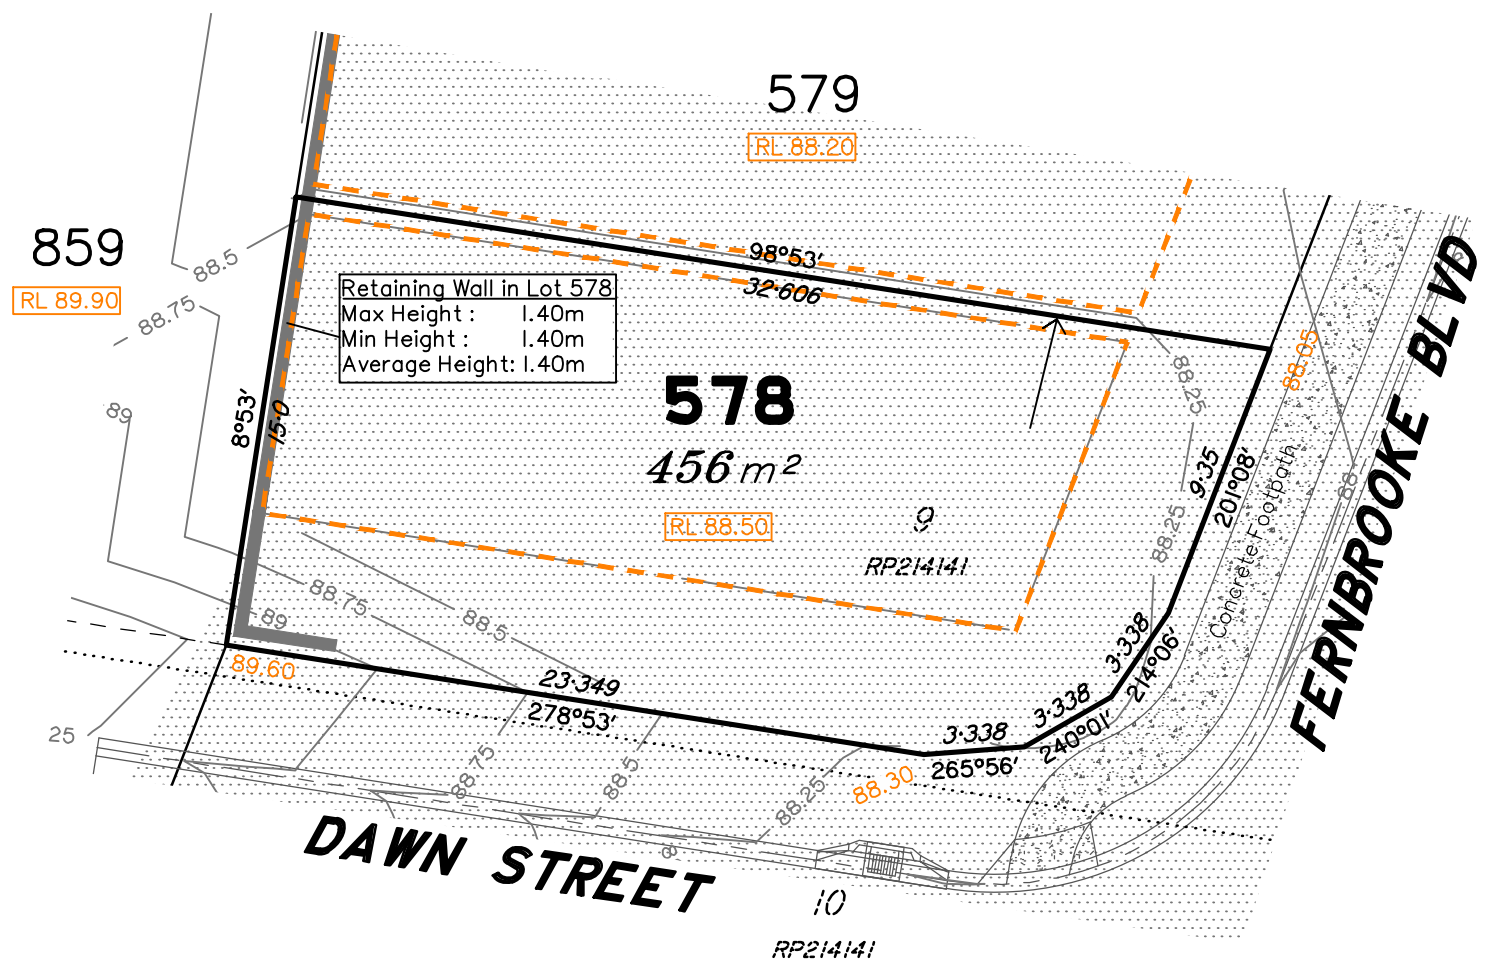 579
RL 88.20
859
RL 89.90
88.5
88.75
89
98°53'
32·606
Retaining Wall in Lot 578
Max Height : 1.40m
Min Height : 1.40m
Average Height: 1.40m
8°53'
15·0
578
456 m²
RL 88.50
9
RP214141
88.25
88.25
9·35
201°08'
88.05
Concrete Footpath
88
FERNBROOKE BLVD
88.75
88.5
89
89.60
23·349
278°53'
3·338
265°56'
3·338
240°01'
3·338
214°06'
88.30
25
88.75
88.5
88.25
8
DAWN STREET
10
RP214141